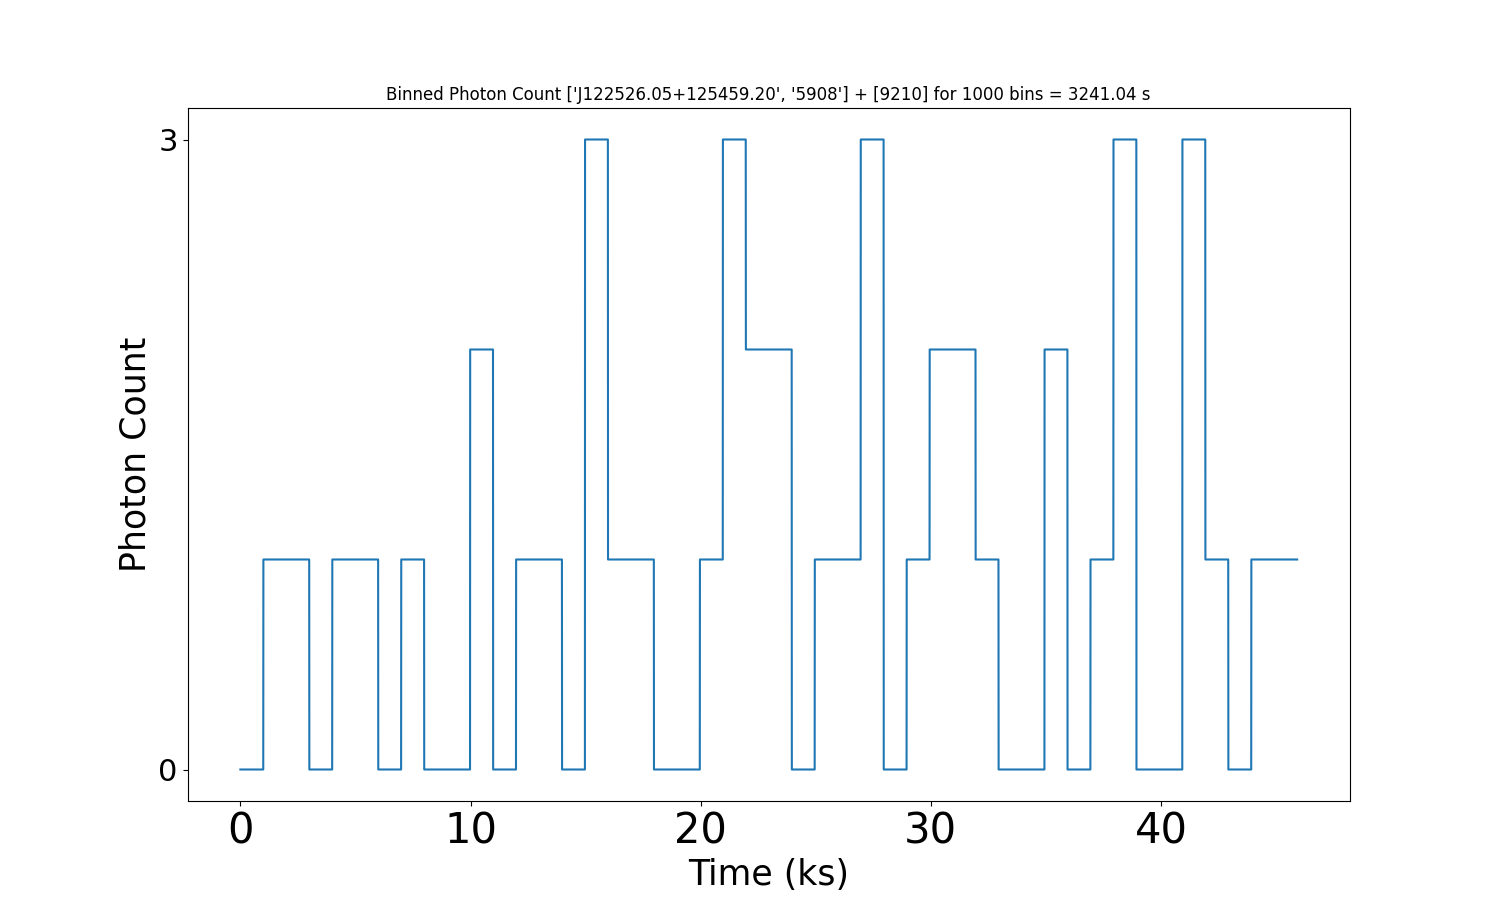 Binned Photon Count ['J122526.05+125459.20', '5908'] + [9210] for 1000 bins = 3241.04 s
3
Photon Count
0
0 10 20 30 40
Time (ks)